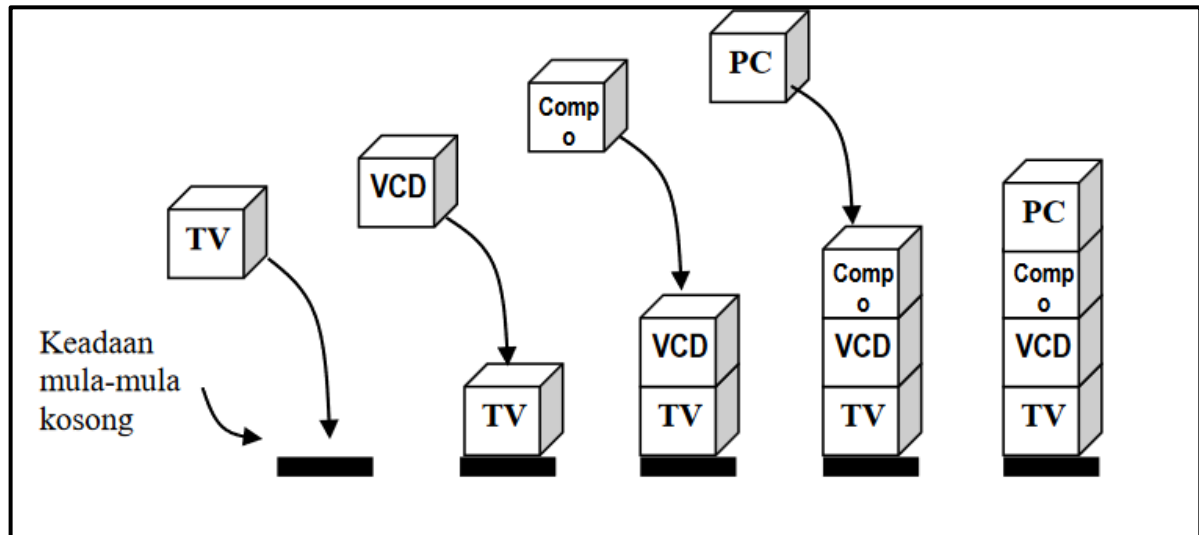 PC
Comp
o
VCD
TV
Keadaan
mula-mula
kosong
TV
VCD
TV
Comp
o
VCD
TV
PC
Comp
o
VCD
TV